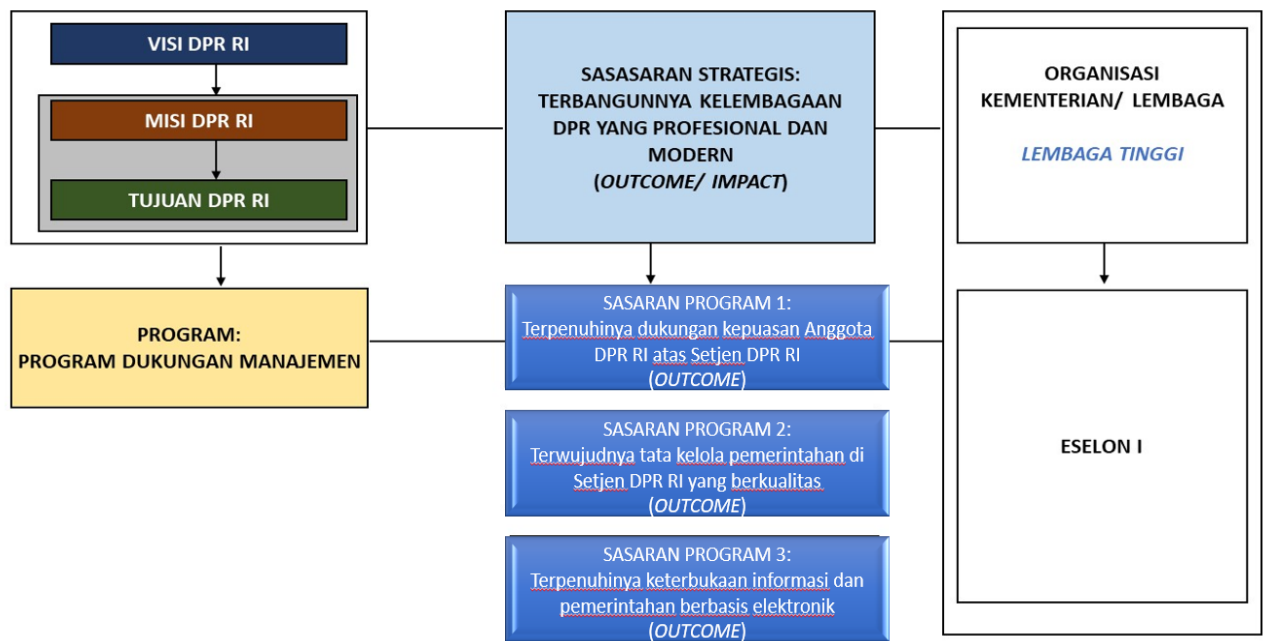 VISI DPR RI
MISI DPR RI
TUJUAN DPR RI
SASASARAN STRATEGIS:
TERBANGUNNYA KELEMBAGAAN
DPR YANG PROFESIONAL DAN
MODERN
(OUTCOME/ IMPACT)
ORGANISASI
KEMENTERIAN/ LEMBAGA
LEMBAGA TINGGI
PROGRAM:
PROGRAM DUKUNGAN MANAJEMEN
SASARAN PROGRAM 1:
Terpenuhinya dukungan kepuasan Anggota
DPR RI atas Setjen DPR RI
(OUTCOME)
SASARAN PROGRAM 2:
Terwujudnya tata kelola pemerintahan di
Setjen DPR RI yang berkualitas
(OUTCOME)
SASARAN PROGRAM 3:
Terpenuhinya keterbukaan informasi dan
pemerintahan berbasis elektronik
(OUTCOME)
ESELON I